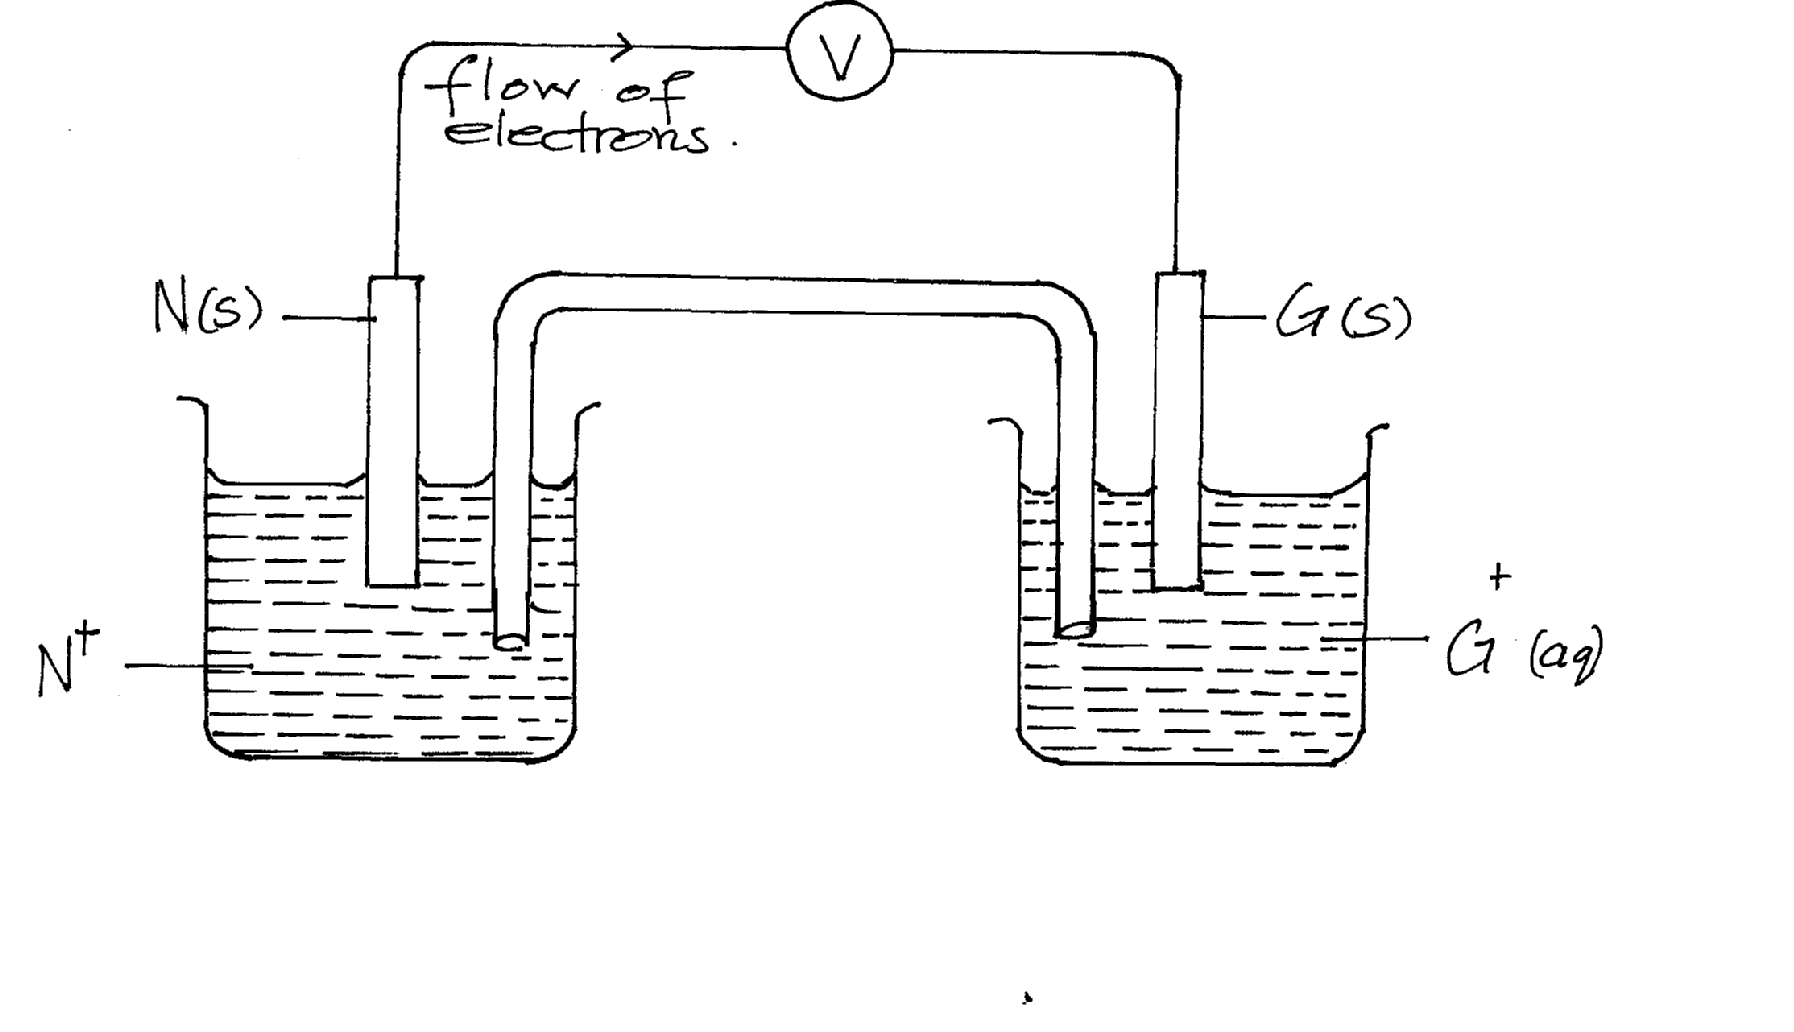 V
flow of
electrons.
N(s)
G(s)
N⁺
+
G (aq)